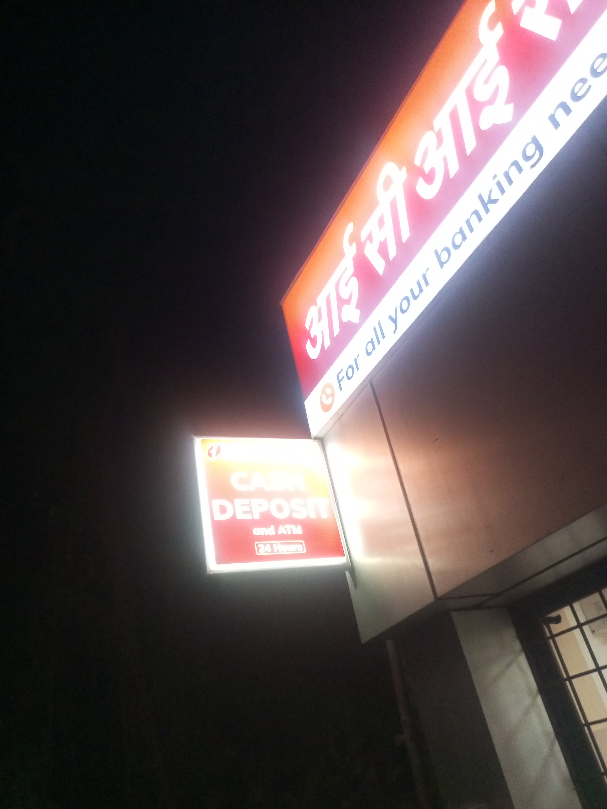 आई सी आई सी
For all your banking nee
CASH
DEPOSIT
and ATM
24 Hours